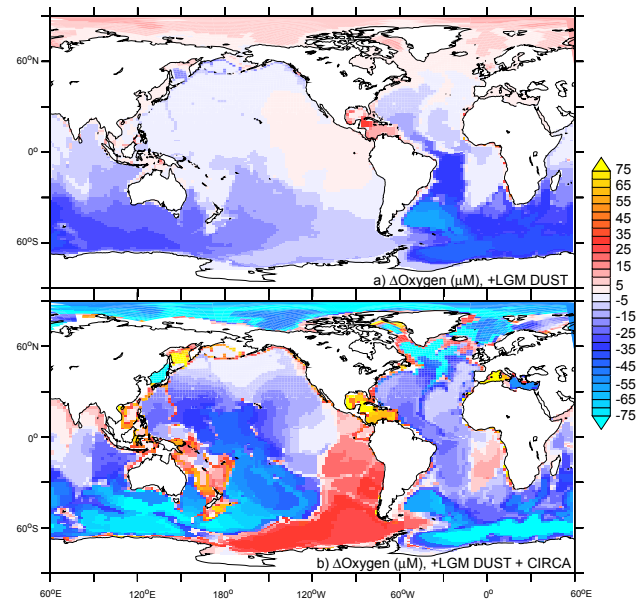 60°N
0°
60°S
a) ΔOxygen (µM), +LGM DUST
75
65
55
45
35
25
15
5
-5
-15
-25
-35
-45
-55
-65
-75
60°N
0°
60°S
b) ΔOxygen (µM), +LGM DUST + CIRCA
60°E
120°E
180°
120°W
60°W
0°
60°E